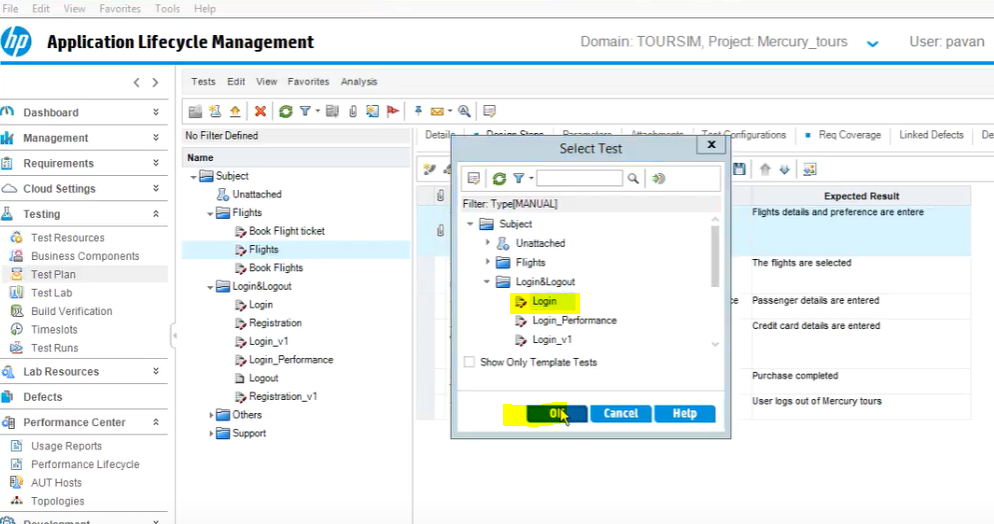 File Edit View Favorites Tools Help
hp Application Lifecycle Management Domain: TOURSIM, Project: Mercury_tours User: pavan
Tests Edit View Favorites Analysis
Dashboard
Management
Requirements
Cloud Settings
Testing
Test Resources
Business Components
Test Plan
Test Lab
Build Verification
Timeslots
Test Runs
Lab Resources
Defects
Performance Center
Usage Reports
Performance Lifecycle
AUT Hosts
Topologies
Development
No Filter Defined
Name
Subject
Unattached
Flights
Book Flight ticket
Flights
Book Flights
Login&Logout
Login
Registration
Login_v1
Login_Performance
Logout
Registration_v1
Others
Support
Details Design Steps Parameters Attachments Test Configurations Req Coverage Linked Defects De
Select Test
Filter: Type[MANUAL]
Subject
Unattached
Flights
Login&Logout
Login
Login_Performance
Login_v1
Show Only Template Tests
OK Cancel Help
Expected Result
Flights details and preference are entere
The flights are selected
Passenger details are entered
Credit card details are entered
Purchase completed
User logs out of Mercury tours